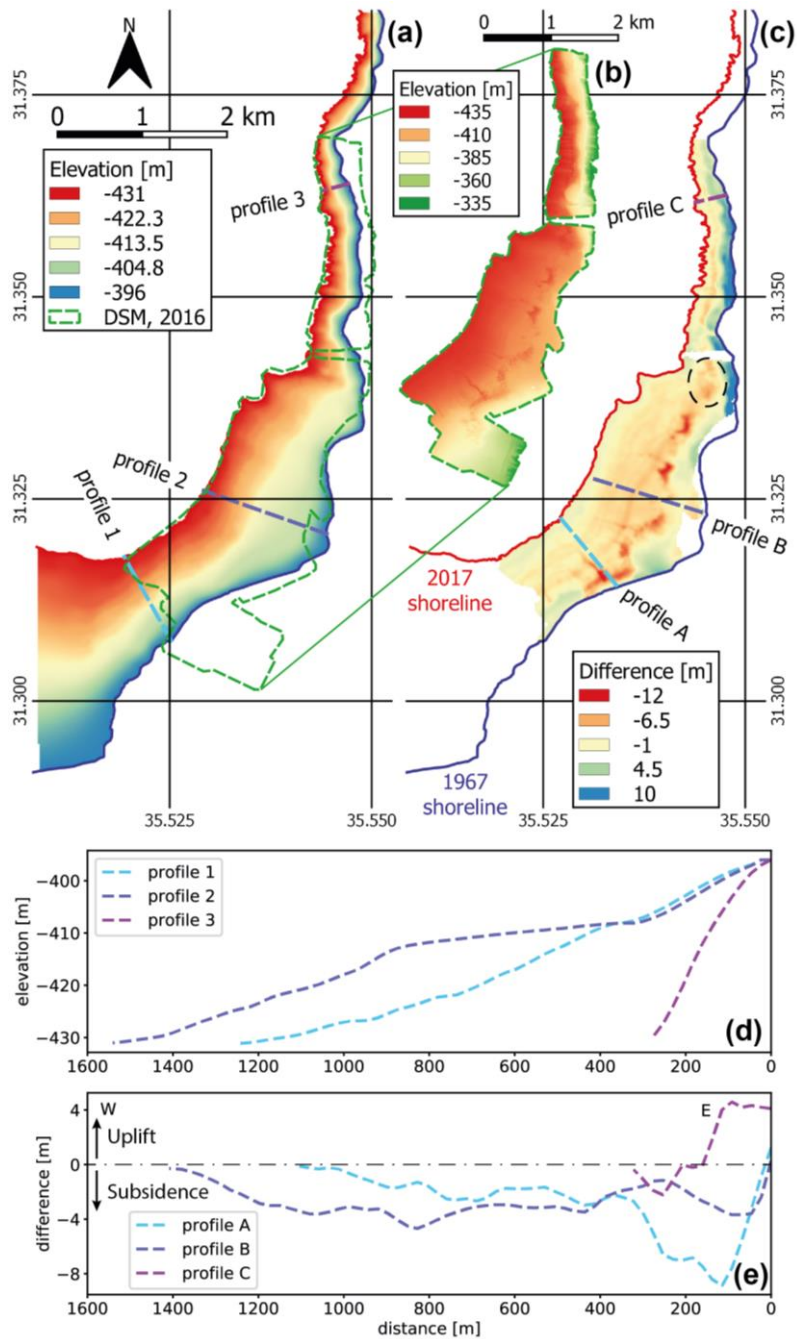 N
(a)
0 1 2 km
Elevation [m]
-431
-422.3
-413.5
-404.8
-396
DSM, 2016
profile 3
profile 2
profile 1
31.375
31.350
31.325
31.300
35.525
35.550
0 1 2 km
(b)
Elevation [m]
-435
-410
-385
-360
-335
(c)
profile C
profile B
profile A
2017
shoreline
1967
shoreline
Difference [m]
-12
-6.5
-1
4.5
10
31.375
31.350
31.325
31.300
35.525
35.550
profile 1
profile 2
profile 3
elevation [m]
−400
−410
−420
−430
1600 1400 1200 1000 800 600 400 200 0
(d)
W
E
Uplift
Subsidence
profile A
profile B
profile C
difference [m]
4
0
−4
−8
(e)
1600 1400 1200 1000 800 600 400 200 0
distance [m]